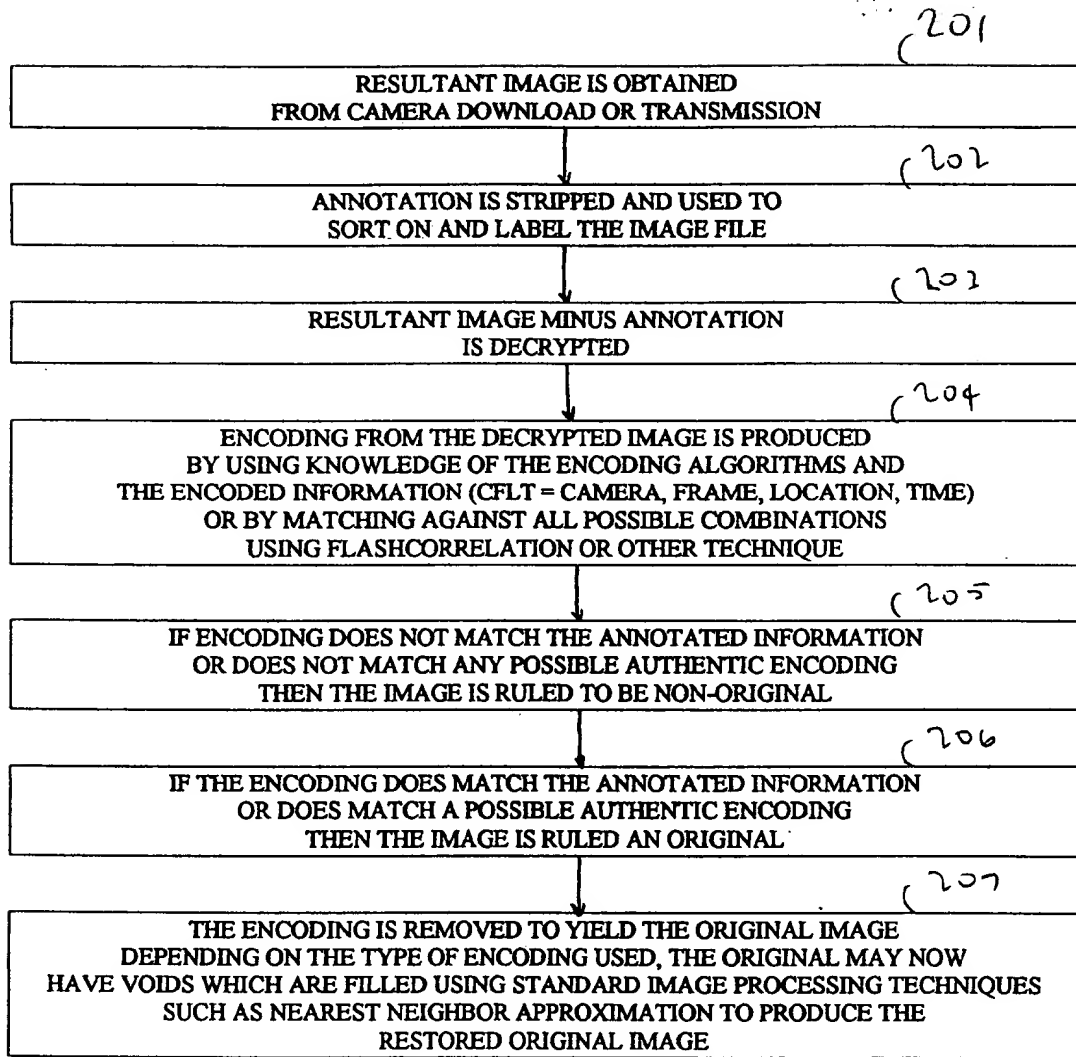 201
RESULTANT IMAGE IS OBTAINED
FROM CAMERA DOWNLOAD OR TRANSMISSION
202
ANNOTATION IS STRIPPED AND USED TO
SORT ON AND LABEL THE IMAGE FILE
203
RESULTANT IMAGE MINUS ANNOTATION
IS DECRYPTED
204
ENCODING FROM THE DECRYPTED IMAGE IS PRODUCED
BY USING KNOWLEDGE OF THE ENCODING ALGORITHMS AND
THE ENCODED INFORMATION (CFLT = CAMERA, FRAME, LOCATION, TIME)
OR BY MATCHING AGAINST ALL POSSIBLE COMBINATIONS
USING FLASHCORRELATION OR OTHER TECHNIQUE
205
IF ENCODING DOES NOT MATCH THE ANNOTATED INFORMATION
OR DOES NOT MATCH ANY POSSIBLE AUTHENTIC ENCODING
THEN THE IMAGE IS RULED TO BE NON-ORIGINAL
206
IF THE ENCODING DOES MATCH THE ANNOTATED INFORMATION
OR DOES MATCH A POSSIBLE AUTHENTIC ENCODING
THEN THE IMAGE IS RULED AN ORIGINAL
207
THE ENCODING IS REMOVED TO YIELD THE ORIGINAL IMAGE
DEPENDING ON THE TYPE OF ENCODING USED, THE ORIGINAL MAY NOW
HAVE VOIDS WHICH ARE FILLED USING STANDARD IMAGE PROCESSING TECHNIQUES
SUCH AS NEAREST NEIGHBOR APPROXIMATION TO PRODUCE THE
RESTORED ORIGINAL IMAGE